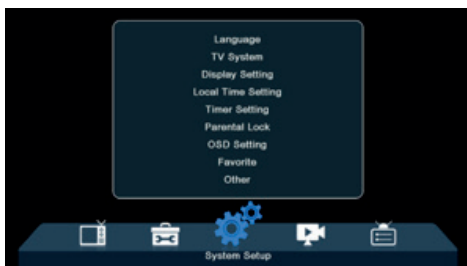 Language
TV System
Display Setting
Local Time Setting
Timer Setting
Parental Lock
OSD Setting
Favorite
Other
System Setup